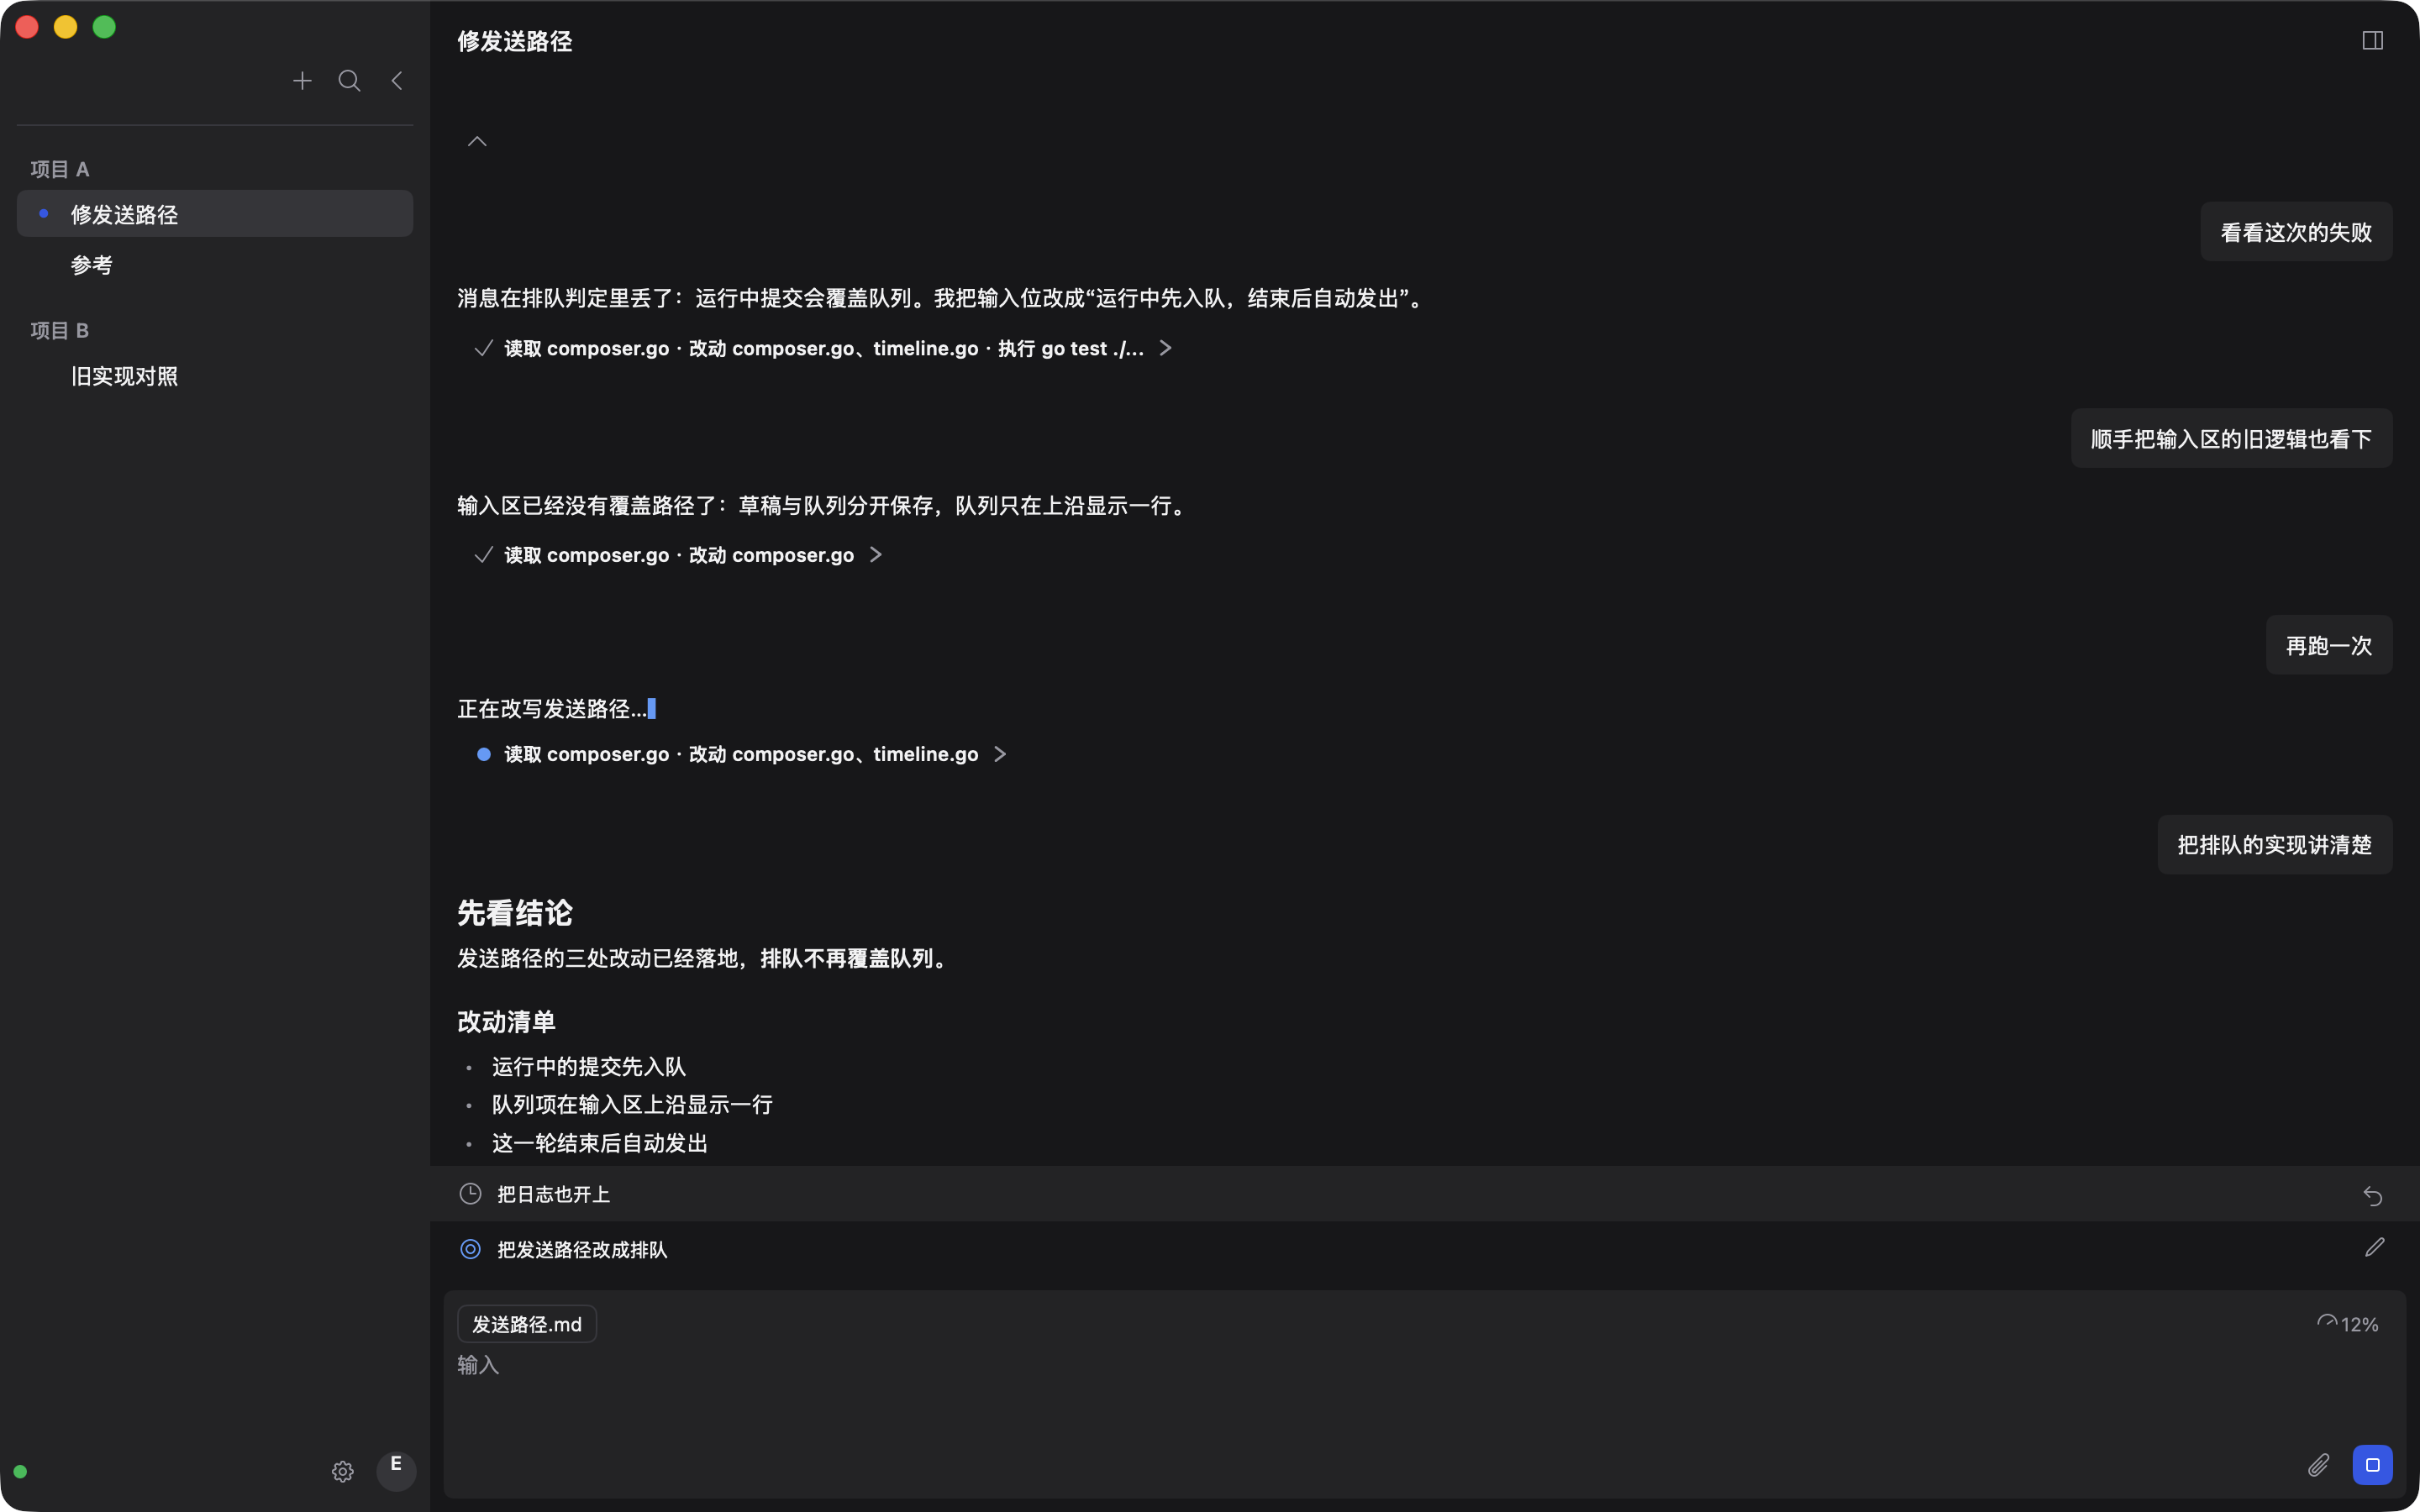 修发送路径
项目 A
修发送路径
参考
项目 B
旧实现对照
E
看看这次的失败
消息在排队判定里丢了：运行中提交会覆盖队列。我把输入位改成“运行中先入队，结束后自动发出”。
读取 composer.go · 改动 composer.go、timeline.go · 执行 go test ./...
顺手把输入区的旧逻辑也看下
输入区已经没有覆盖路径了：草稿与队列分开保存，队列只在上沿显示一行。
读取 composer.go · 改动 composer.go
再跑一次
正在改写发送路径...
读取 composer.go · 改动 composer.go、timeline.go
把排队的实现讲清楚
先看结论
发送路径的三处改动已经落地，排队不再覆盖队列。
改动清单
• 运行中的提交先入队
• 队列项在输入区上沿显示一行
• 这一轮结束后自动发出
把日志也开上
把发送路径改成排队
发送路径.md
12%
输入